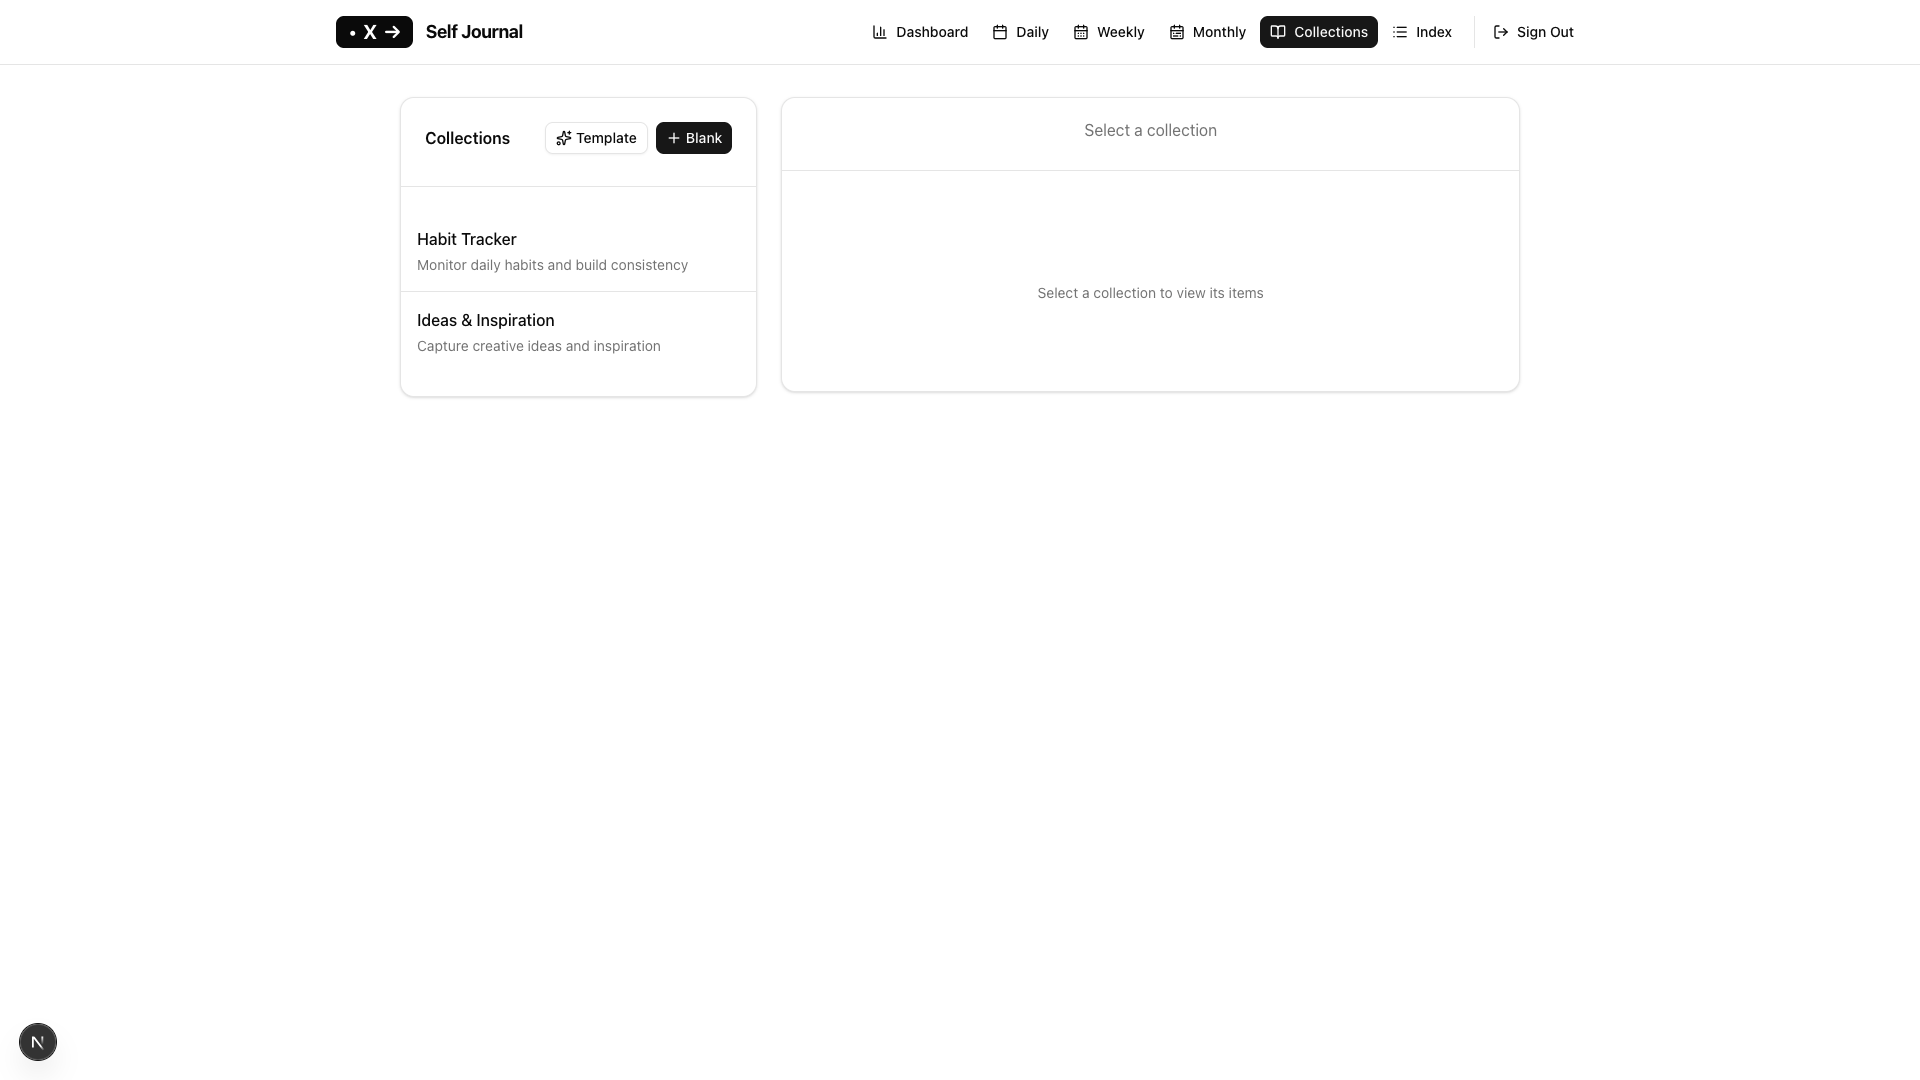 • X → Self Journal
Dashboard Daily Weekly Monthly Collections Index Sign Out
Collections Template + Blank
Habit Tracker
Monitor daily habits and build consistency
Ideas & Inspiration
Capture creative ideas and inspiration
Select a collection
Select a collection to view its items
N